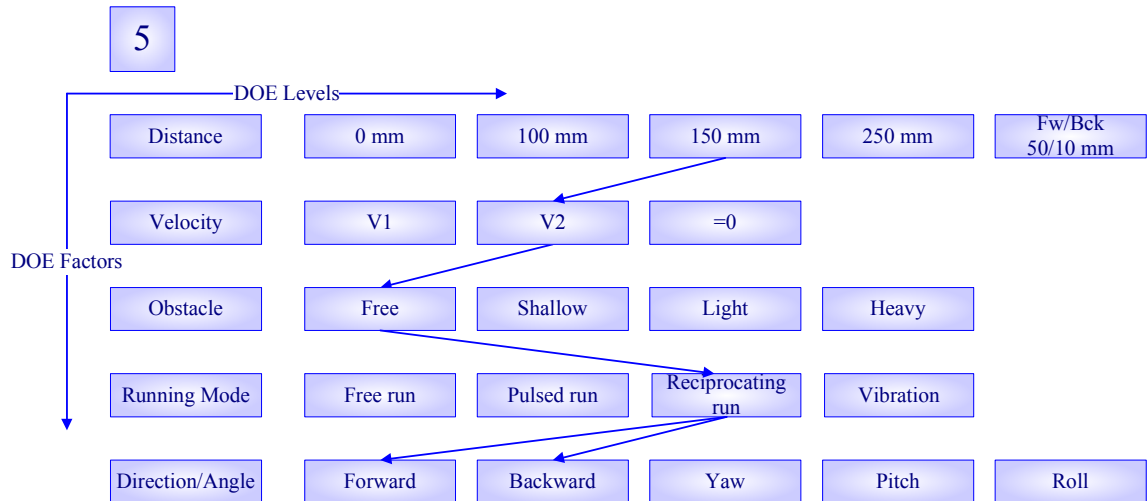 5
DOE Levels
Distance
0 mm
100 mm
150 mm
250 mm
Fw/Bck
50/10 mm
Velocity
V1
V2
=0
DOE Factors
Obstacle
Free
Shallow
Light
Heavy
Running Mode
Free run
Pulsed run
Reciprocating
run
Vibration
Direction/Angle
Forward
Backward
Yaw
Pitch
Roll